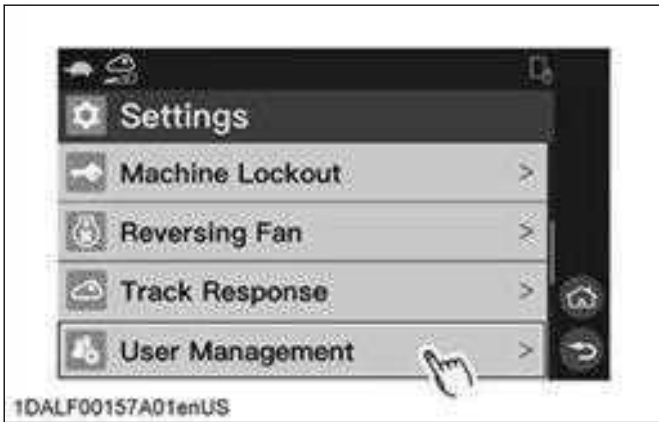 Settings
Machine Lockout
>
Reversing Fan
>
Track Response
>
User Management
>
1DALF00157A01enUS